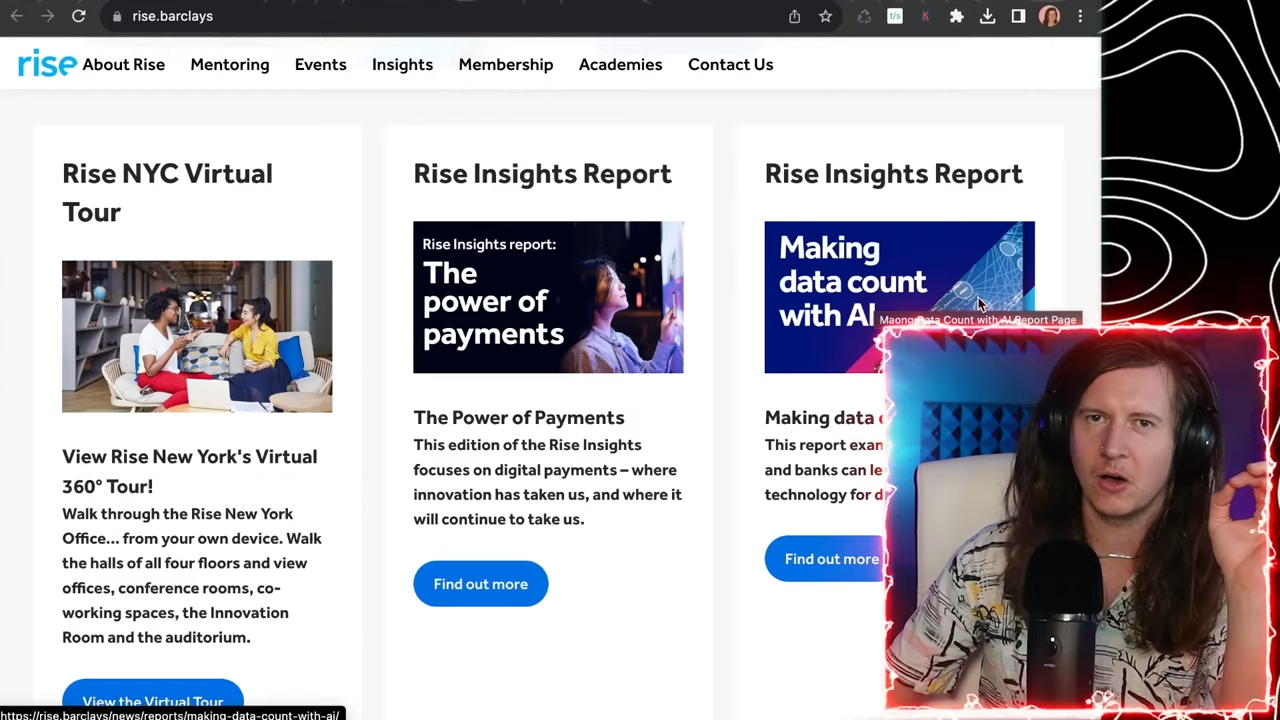 rise.barclays
t/s
K
rise
About Rise
Mentoring
Events
Insights
Membership
Academies
Contact Us
Rise NYC Virtual
Tour
View Rise New York's Virtual
360° Tour!
Walk through the Rise New York
Office... from your own device. Walk
the halls of all four floors and view
offices, conference rooms, co-
working spaces, the Innovation
Room and the auditorium.
View the Virtual Tour
Rise Insights Report
Rise Insights report:
The
power of
payments
The Power of Payments
This edition of the Rise Insights
focuses on digital payments – where
innovation has taken us, and where it
will continue to take us.
Find out more
Rise Insights Report
Making
data count
with AI
Maong Data Count with AI Report Page
Making data
This report exam
and banks can le
technology for d
Find out more
https://rise.barclays/news/reports/making-data-count-with-ai/